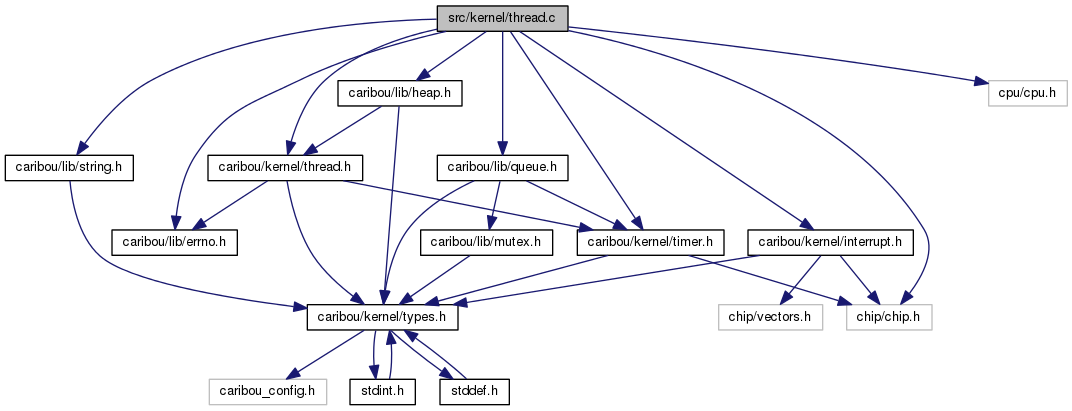 src/kernel/thread.c
caribou/lib/heap.h
cpu/cpu.h
caribou/lib/string.h
caribou/kernel/thread.h
caribou/lib/queue.h
caribou/lib/errno.h
caribou/lib/mutex.h
caribou/kernel/timer.h
caribou/kernel/interrupt.h
caribou/kernel/types.h
chip/vectors.h
chip/chip.h
caribou_config.h
stdint.h
stddef.h